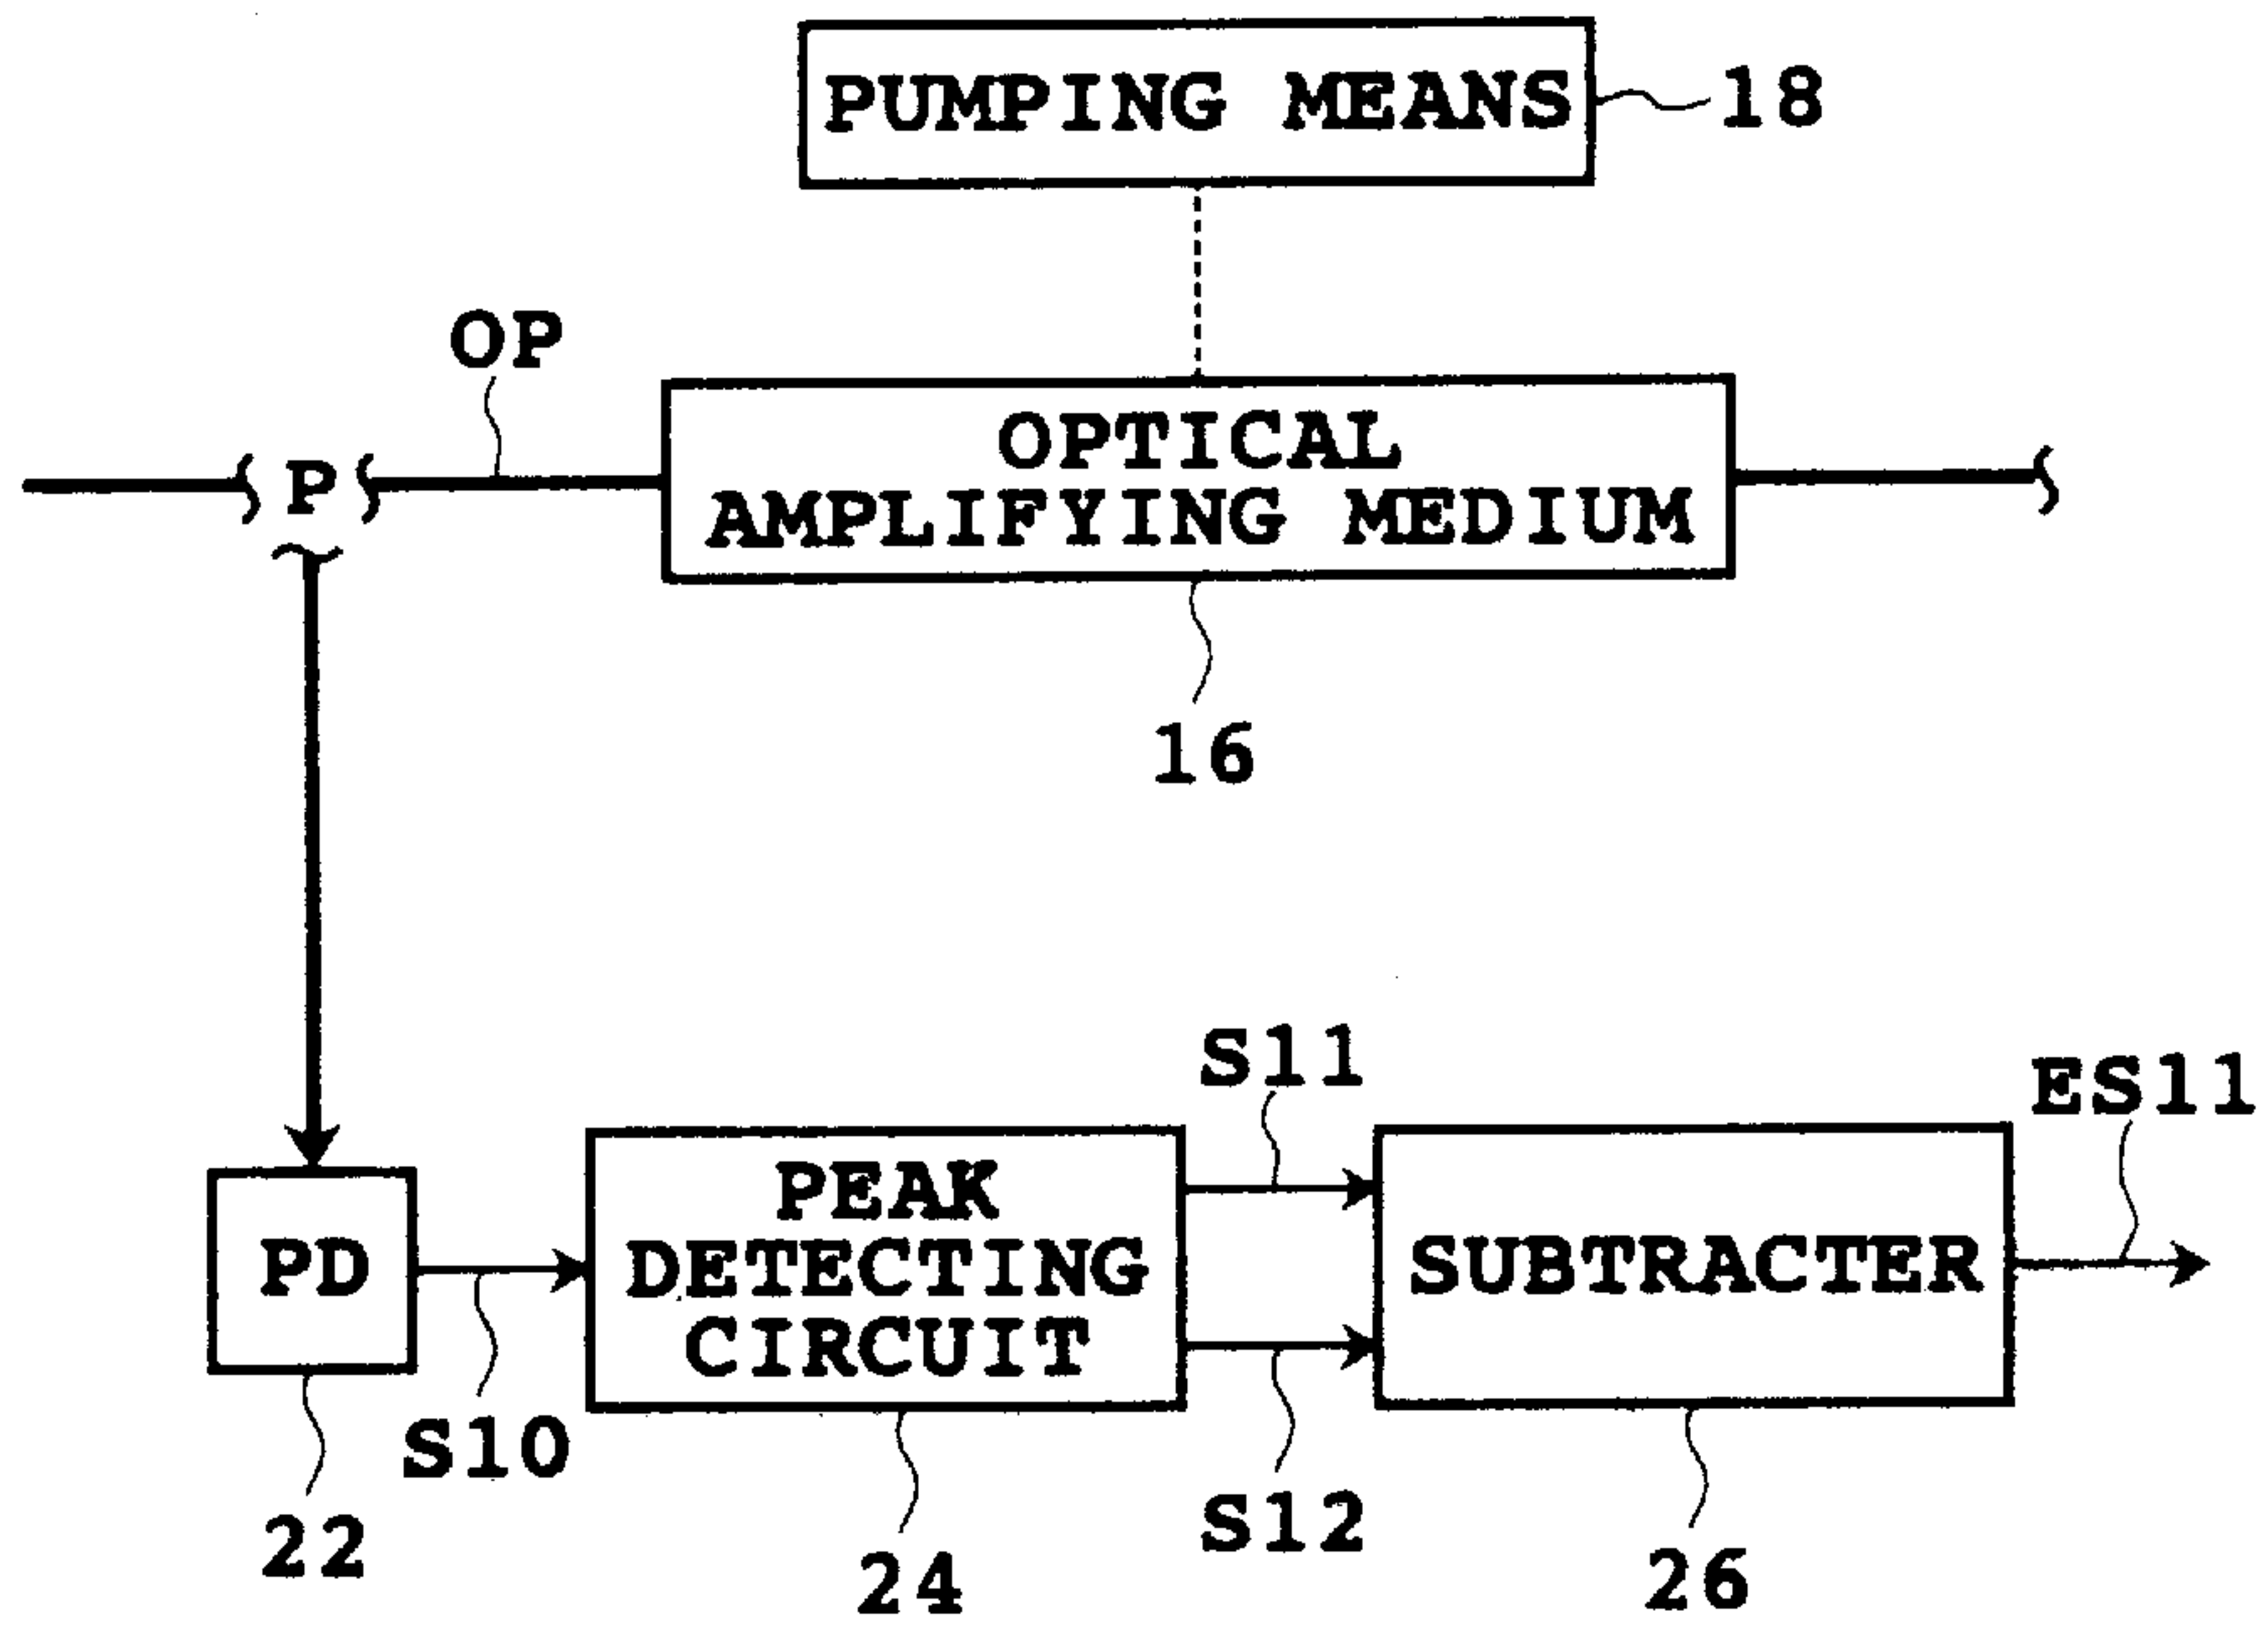 PUMPING MEANS
18
OP
P
OPTICAL
AMPLIFYING MEDIUM
16
S11
ES11
PD
PEAK
DETECTING
CIRCUIT
SUBTRACTER
S10
S12
22
24
26